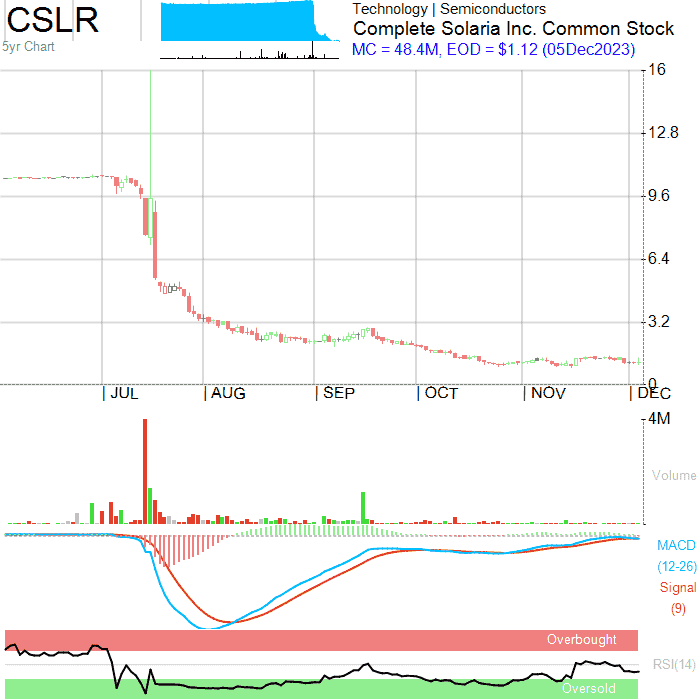 CSLR
5yr Chart
Technology | Semiconductors
Complete Solaria Inc. Common Stock
MC = 48.4M, EOD = $1.12 (05Dec2023)
16
12.8
9.6
6.4
3.2
0
JUL AUG SEP OCT NOV DEC
4M
Volume
MACD
(12-26)
Signal
(9)
Overbought
RSI(14)
Oversold